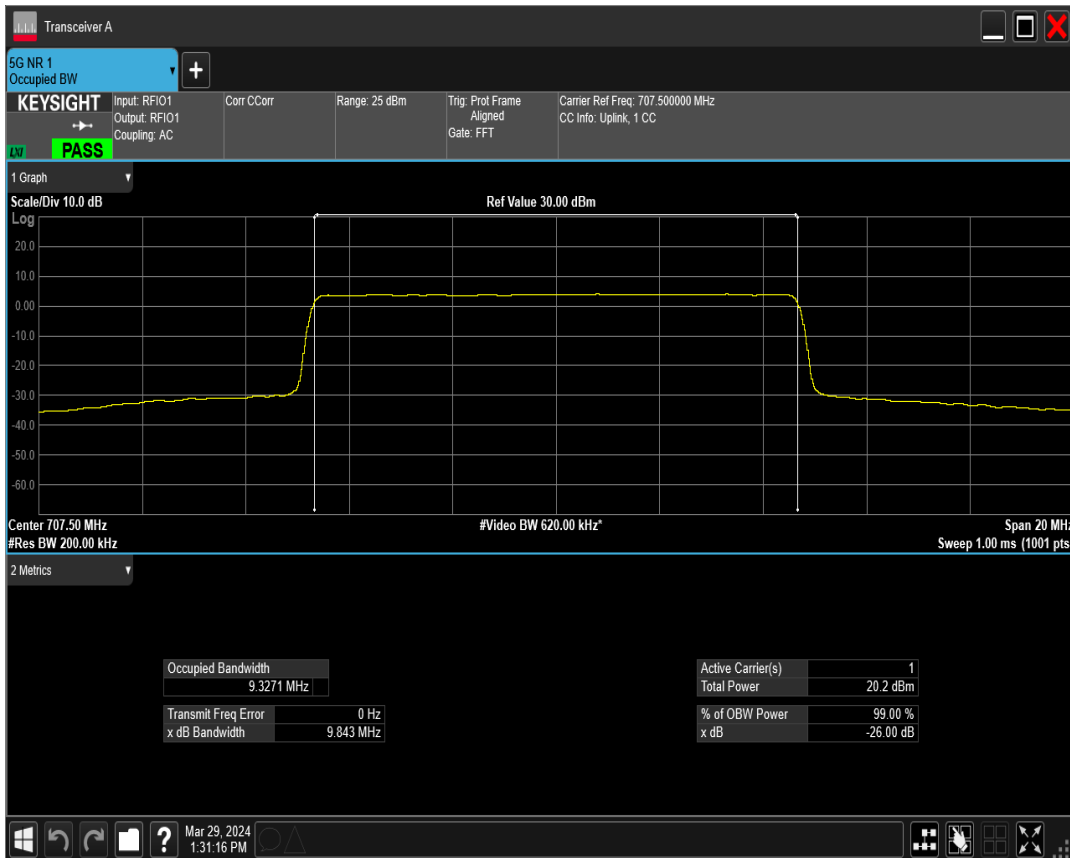 Transceiver A
5G NR 1
Occupied BW
+
KEYSIGHT
LXI
PASS
Input: RFIO1
Output: RFIO1
Coupling: AC
Corr CCorr
Range: 25 dBm
Trig: Prot Frame
Aligned
Gate: FFT
Carrier Ref Freq: 707.500000 MHz
CC Info: Uplink, 1 CC
1 Graph
Scale/Div 10.0 dB
Ref Value 30.00 dBm
Log
20.0
10.0
0.00
-10.0
-20.0
-30.0
-40.0
-50.0
-60.0
Center 707.50 MHz
#Video BW 620.00 kHz*
Span 20 MHz
#Res BW 200.00 kHz
Sweep 1.00 ms (1001 pts
2 Metrics
Occupied Bandwidth
9.3271 MHz
Transmit Freq Error 0 Hz
x dB Bandwidth 9.843 MHz
Active Carrier(s) 1
Total Power 20.2 dBm
% of OBW Power 99.00 %
x dB -26.00 dB
?
Mar 29, 2024
1:31:16 PM